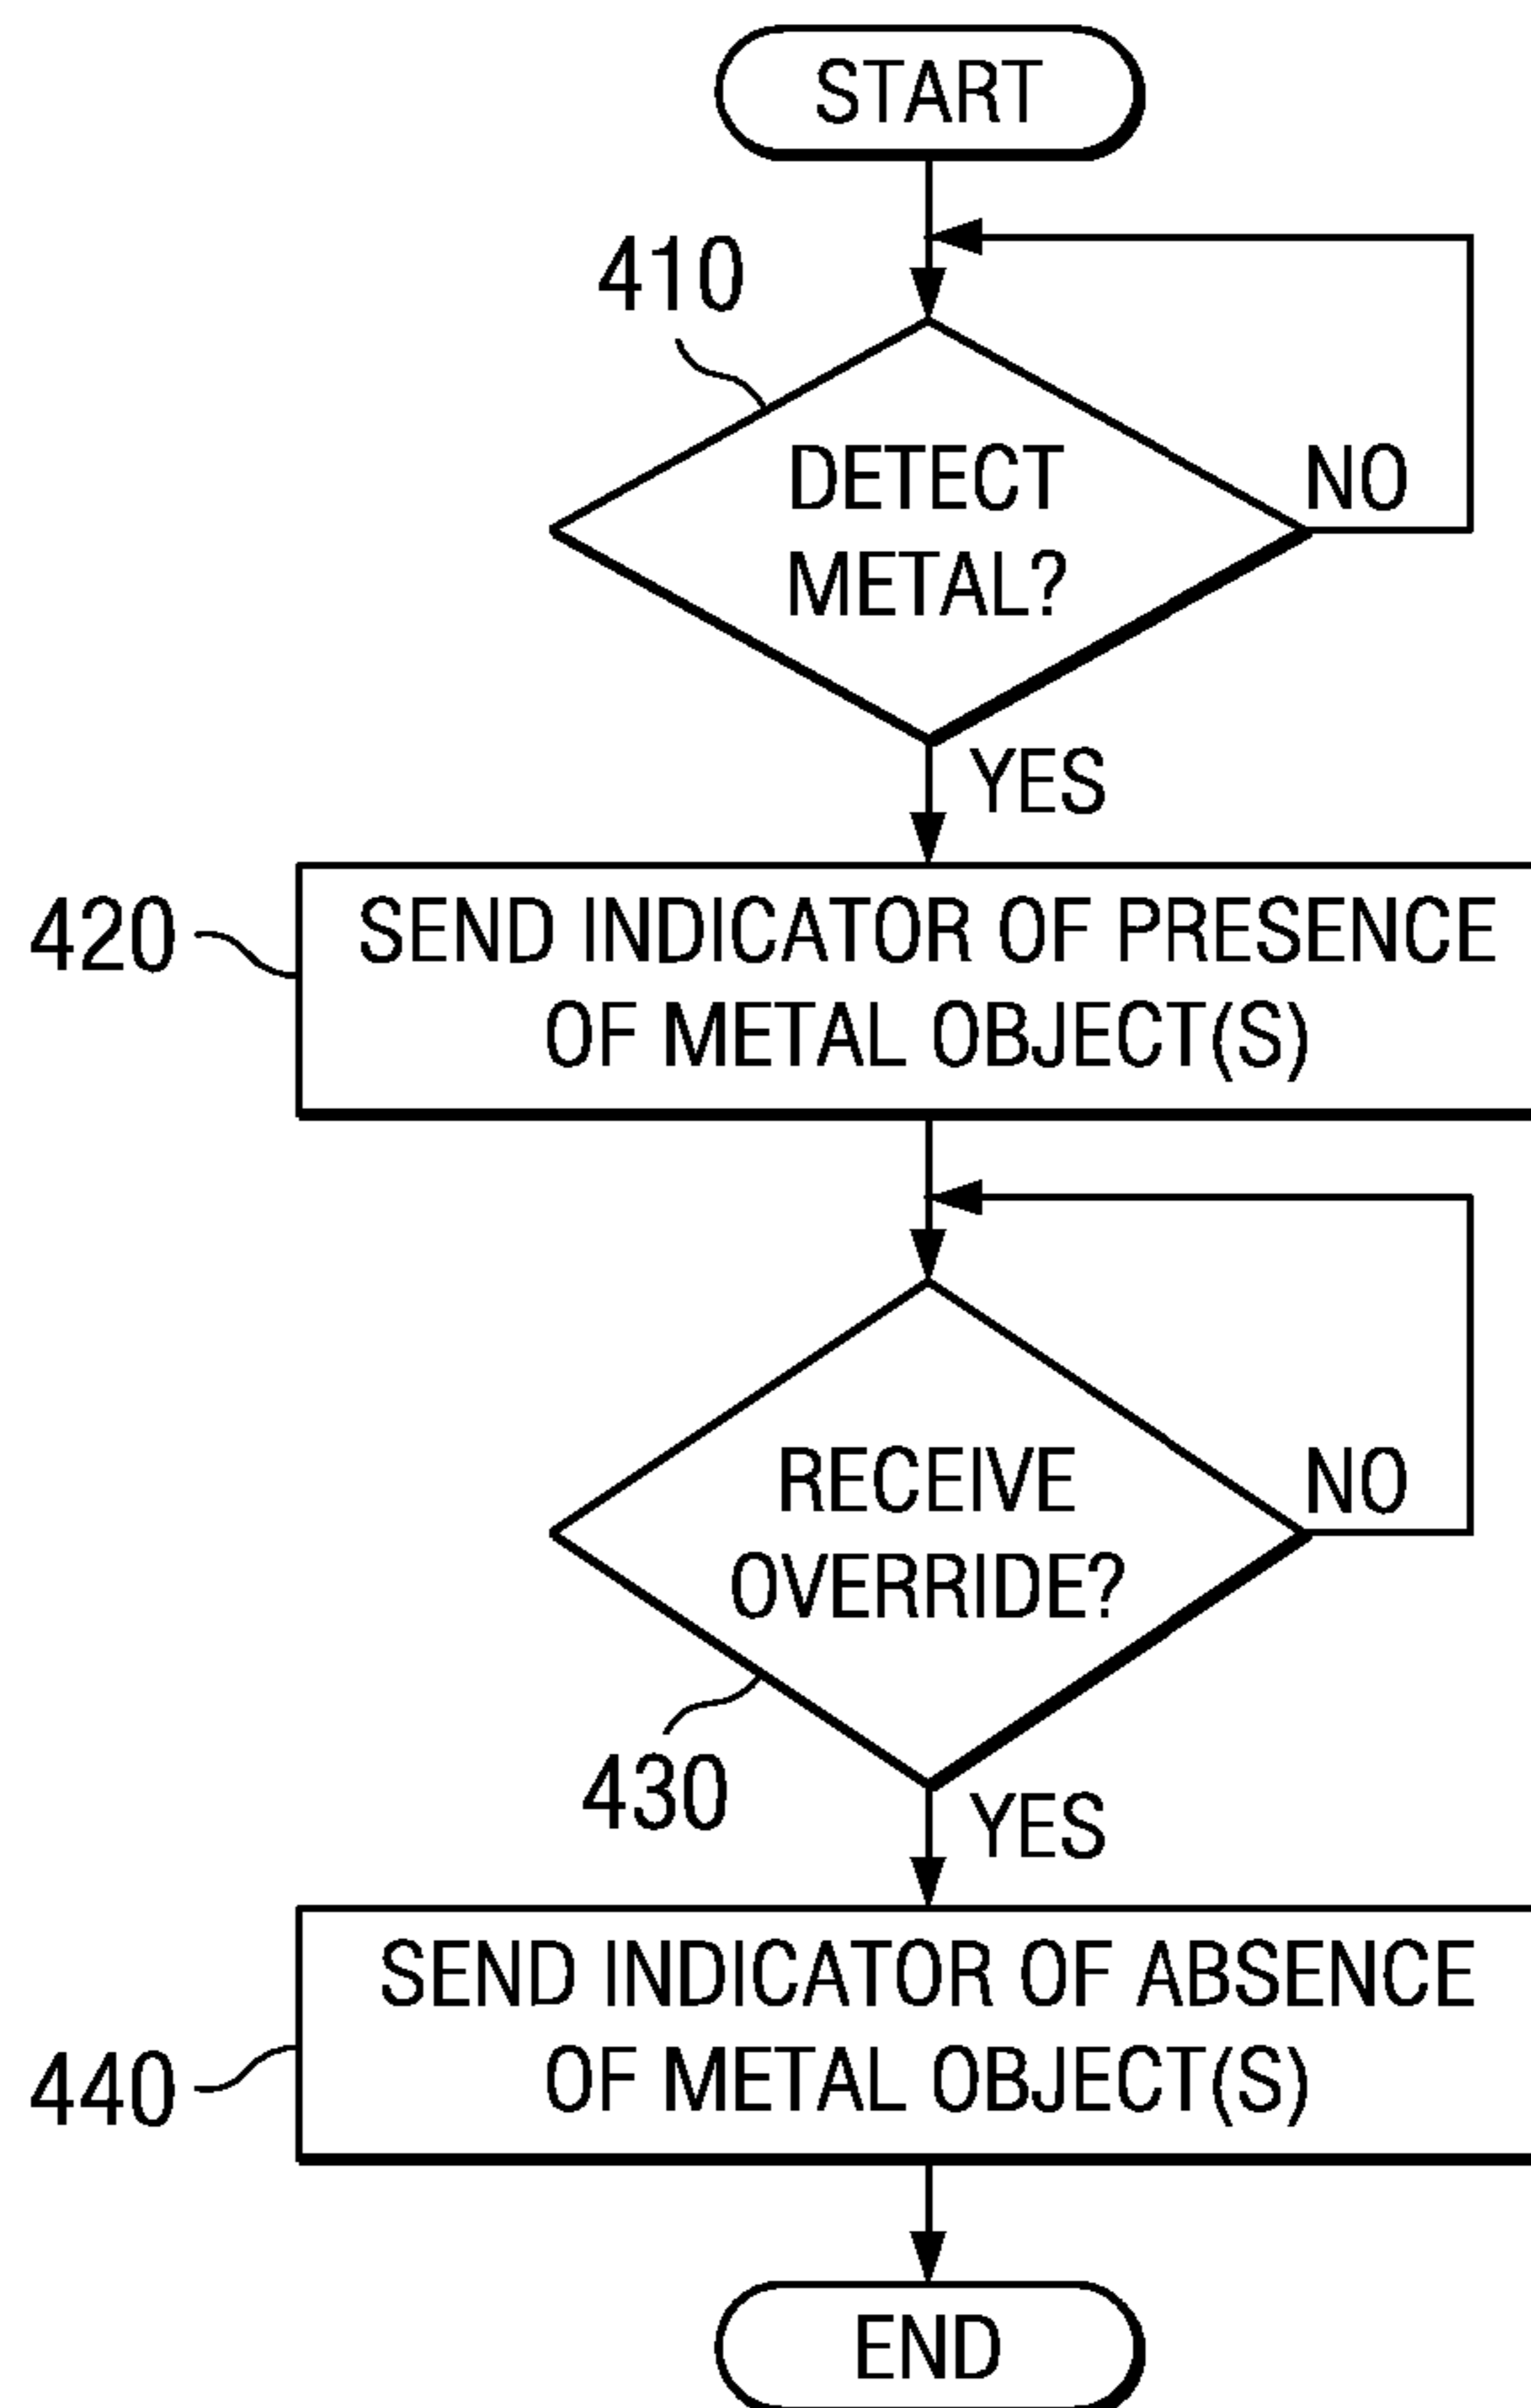 START
410
DETECT
METAL?
NO
YES
420
SEND INDICATOR OF PRESENCE
OF METAL OBJECT(S)
RECEIVE
OVERRIDE?
NO
430
YES
SEND INDICATOR OF ABSENCE
OF METAL OBJECT(S)
440
END